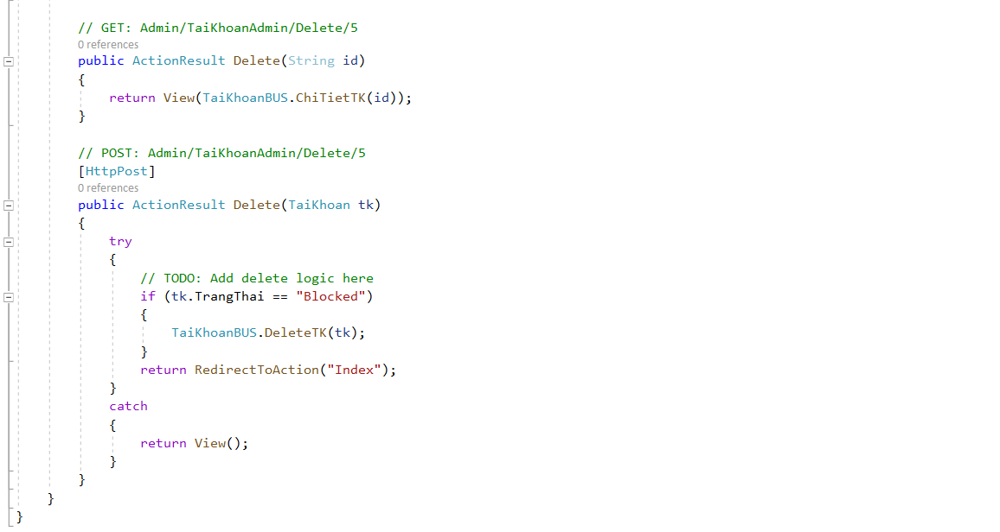 // GET: Admin/TaiKhoanAdmin/Delete/5
0 references
public ActionResult Delete(String id)
{
return View(TaiKhoanBUS.ChiTietTK(id));
}
// POST: Admin/TaiKhoanAdmin/Delete/5
[HttpPost]
0 references
public ActionResult Delete(TaiKhoan tk)
{
try
{
// TODO: Add delete logic here
if (tk.TrangThai == "Blocked")
{
TaiKhoanBUS.DeleteTK(tk);
}
return RedirectToAction("Index");
}
catch
{
return View();
}
}
}
}